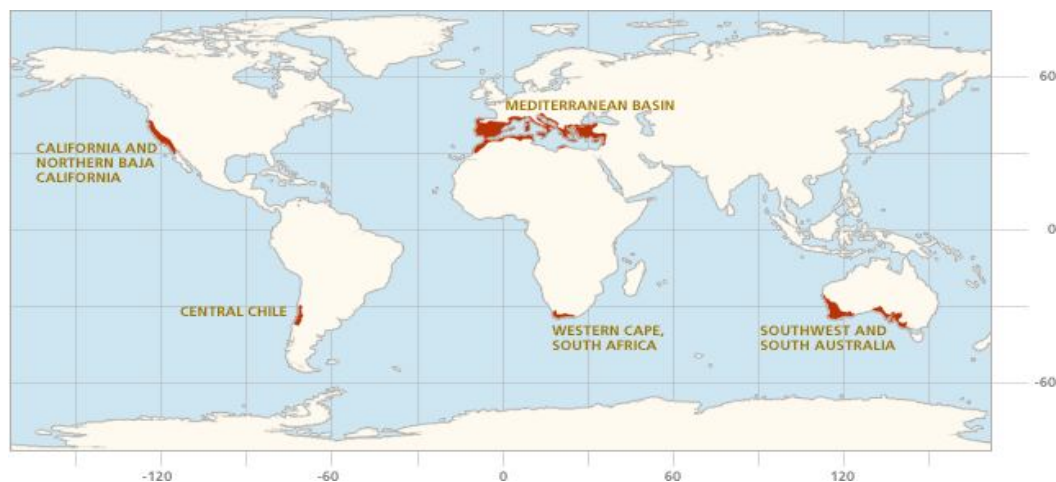 60
MEDITERRANEAN BASIN
CALIFORNIA AND
NORTHERN BAJA
CALIFORNIA
0
CENTRAL CHILE
WESTERN CAPE,
SOUTH AFRICA
SOUTHWEST AND
SOUTH AUSTRALIA
-60
-120
-60
0
60
120